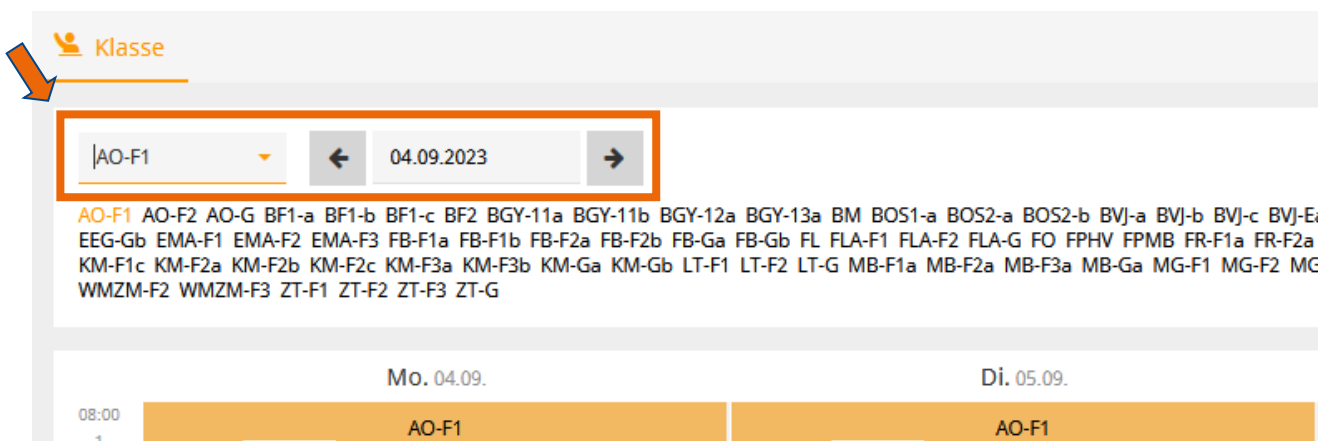 Klasse
AO-F1 04.09.2023
AO-F1 AO-F2 AO-G BF1-a BF1-b BF1-c BF2 BGY-11a BGY-11b BGY-12a BGY-13a BM BOS1-a BOS2-a BOS2-b BVJ-a BVJ-b BVJ-c
EEG-Gb EMA-F1 EMA-F2 EMA-F3 FB-F1a FB-F1b FB-F2a FB-F2b FB-Ga FB-Gb FL FLA-F1 FLA-F2 FLA-G FO FPHV FPMB FR-F1a FR-F2a
KM-F1c KM-F2a KM-F2b KM-F2c KM-F3a KM-F3b KM-Ga KM-Gb LT-F1 LT-F2 LT-G MB-F1a MB-F2a MB-F3a MB-Ga MG-F1 MG-F2
WMZM-F2 WMZM-F3 ZT-F1 ZT-F2 ZT-F3 ZT-G
Mo. 04.09. Di. 05.09.
08:00
AO-F1 AO-F1